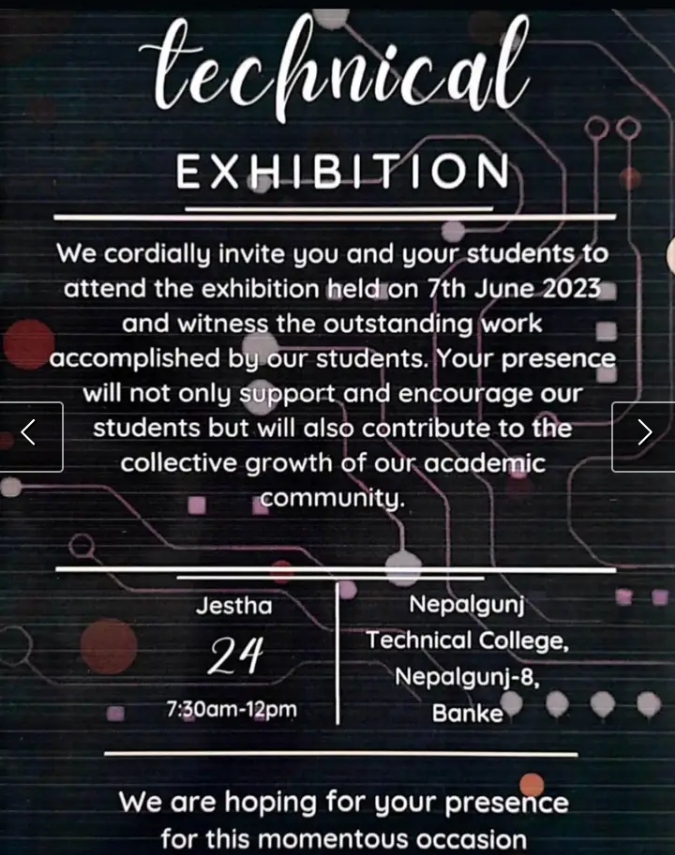 technical
EXHIBITION
We cordially invite you and your students to
attend the exhibition held on 7th June 2023
and witness the outstanding work
accomplished by our students. Your presence
will not only support and encourage our
students but will also contribute to the
collective growth of our academic
community.
Jestha
24
7:30am-12pm
Nepalgunj
Technical College,
Nepalgunj-8,
Banke
We are hoping for your presence
for this momentous occasion